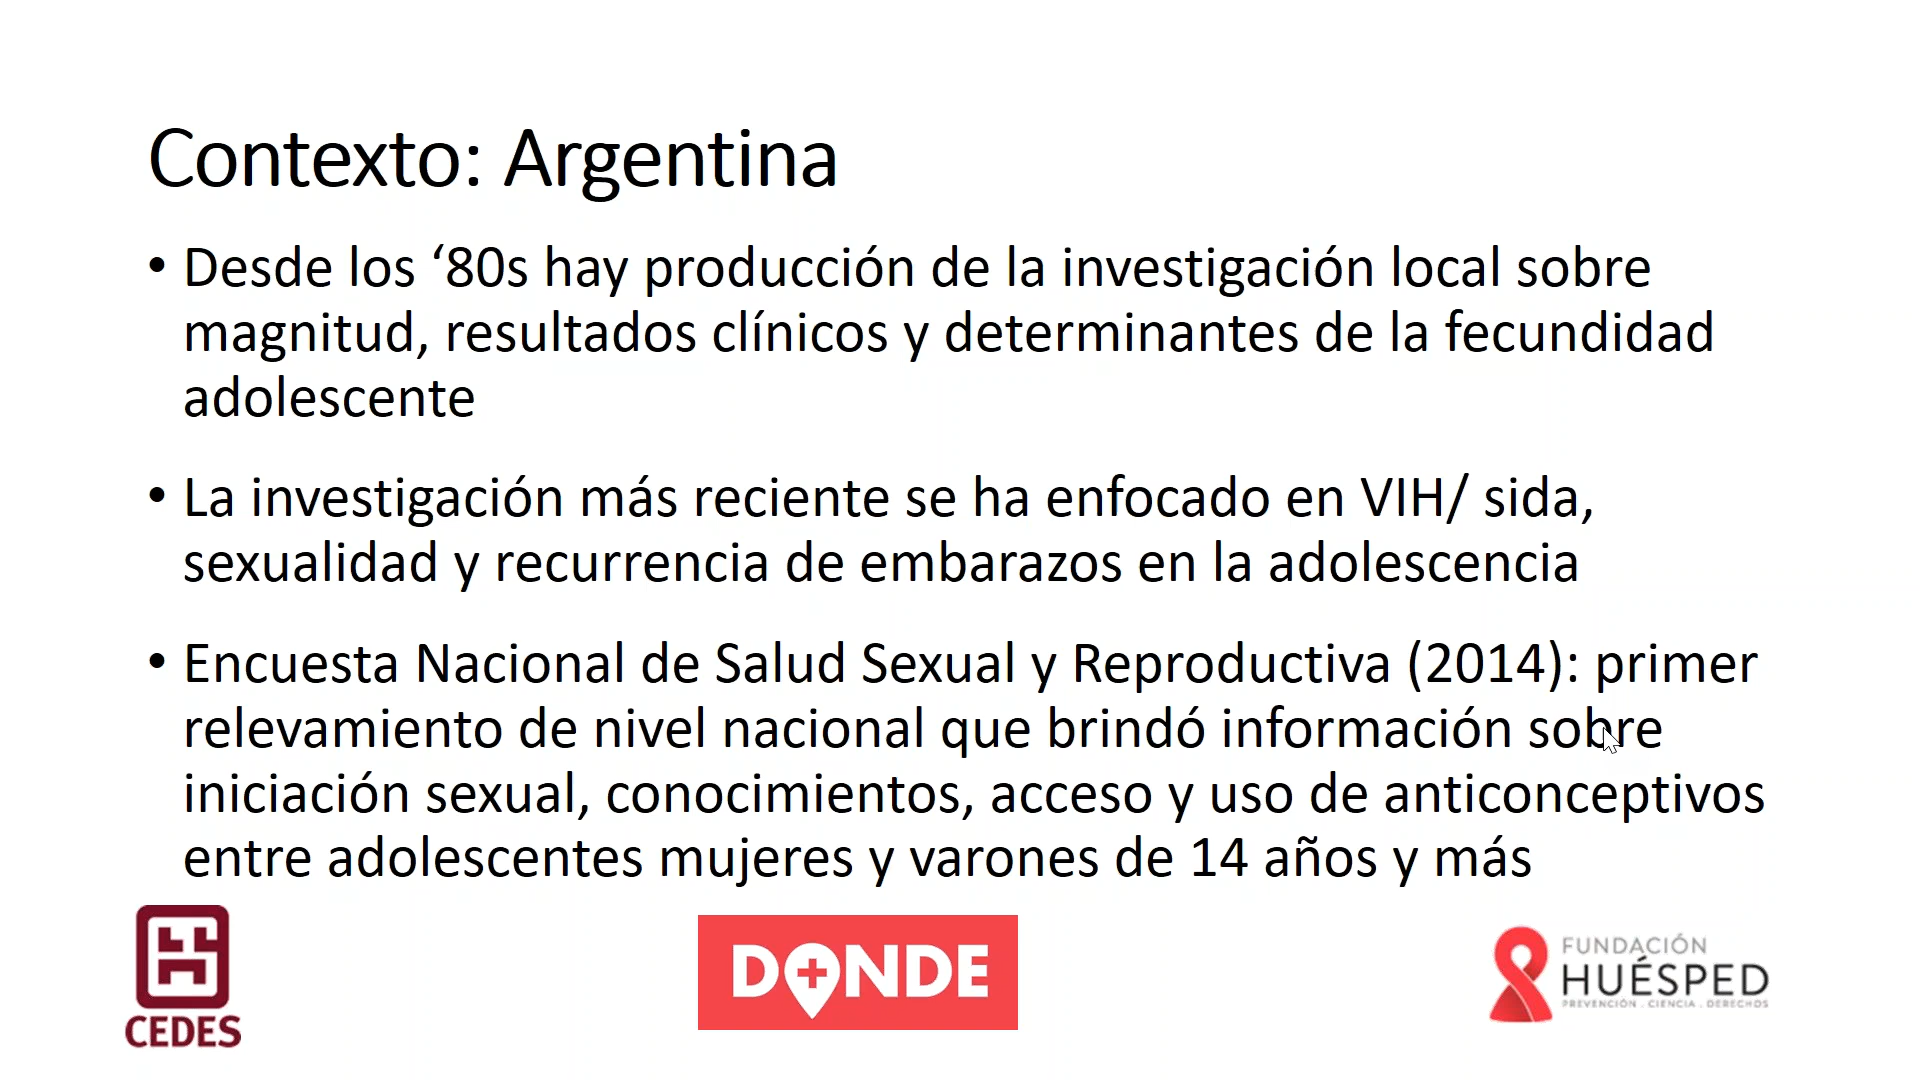 Contexto: Argentina
• Desde los ‘80s hay producción de la investigación local sobre
magnitud, resultados clínicos y determinantes de la fecundidad
adolescente
• La investigación más reciente se ha enfocado en VIH/ sida,
sexualidad y recurrencia de embarazos en la adolescencia
• Encuesta Nacional de Salud Sexual y Reproductiva (2014): primer
relevamiento de nivel nacional que brindó información sobre
iniciación sexual, conocimientos, acceso y uso de anticonceptivos
entre adolescentes mujeres y varones de 14 años y más
CEDES
DONDE
FUNDACIÓN
HUÉSPED
PREVENCIÓN . CIENCIA . DERECHOS